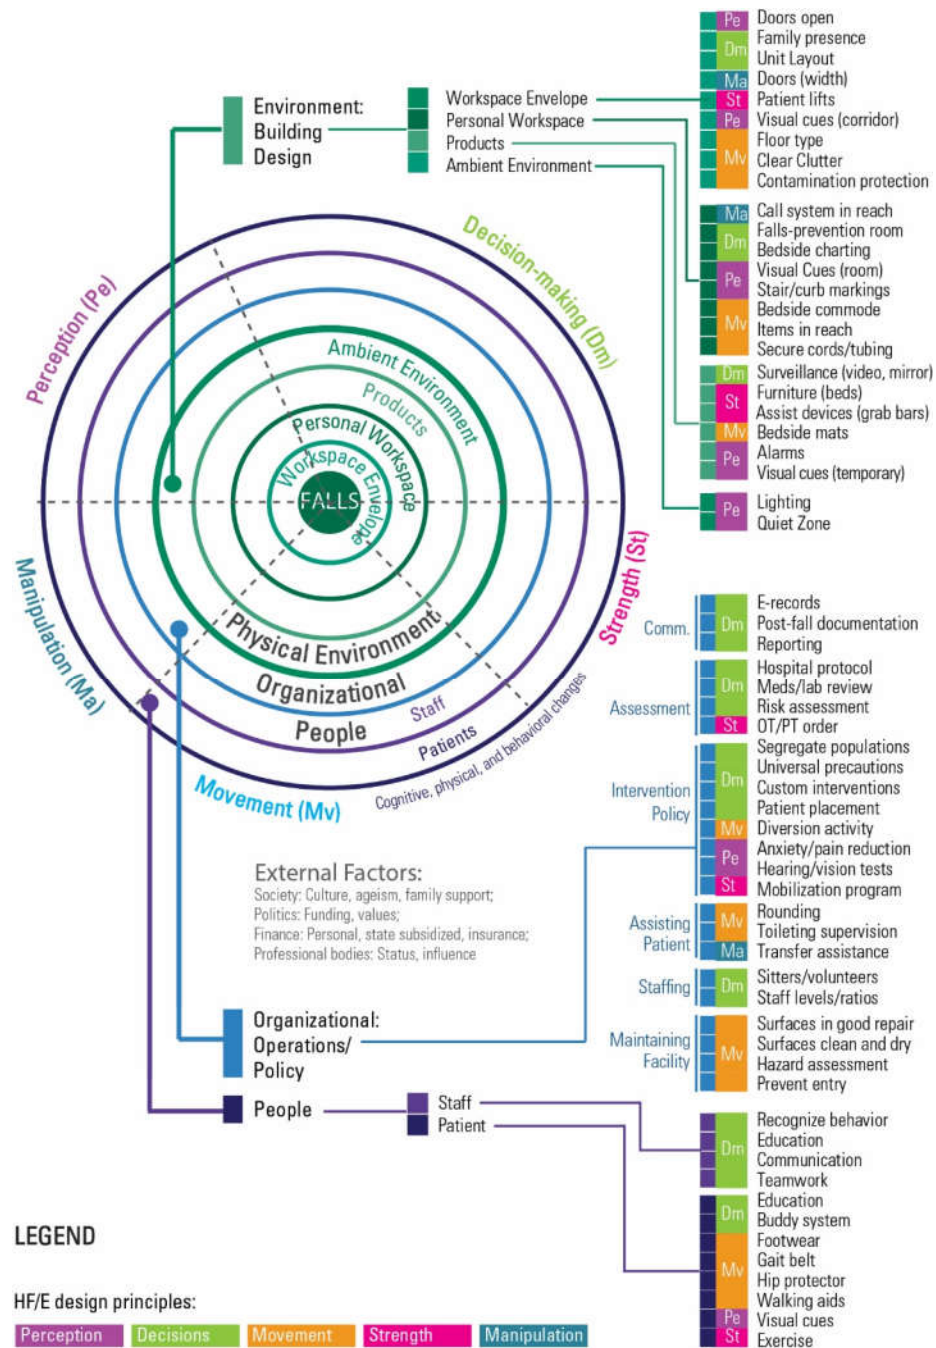 Environment:
Building
Design
Workspace Envelope
Personal Workspace
Products
Ambient Environment
Pe Doors open
Dm Family presence
Unit Layout
Ma Doors (width)
St Patient lifts
Pe Visual cues (corridor)
Mv Floor type
Clear Clutter
Contamination protection
Ma Call system in reach
Dm Falls-prevention room
Bedside charting
Pe Visual Cues (room)
Stair/curb markings
Mv Bedside commode
Items in reach
Secure cords/tubing
Dm Surveillance (video, mirror)
St Furniture (beds)
Assist devices (grab bars)
Mv Bedside mats
Pe Alarms
Visual cues (temporary)
Pe Lighting
Quiet Zone
Perception (Pe)
Decision-making (Dm)
Strength (St)
Movement (Mv)
Manipulation (Ma)
Ambient Environment
Products
Personal Workspace
Workspace Envelope
FALLS
Physical Environment
Organizational
People
Staff
Patients
Cognitive, physical, and behavioral changes
External Factors:
Society: Culture, ageism, family support;
Politics: Funding, values;
Finance: Personal, state subsidized, insurance;
Professional bodies: Status, influence
Organizational:
Operations/
Policy
Comm.
Dm E-records
Post-fall documentation
Reporting
Assessment
Dm Hospital protocol
Meds/lab review
Risk assessment
St OT/PT order
Intervention
Policy
Dm Segregate populations
Universal precautions
Custom interventions
Patient placement
Mv Diversion activity
Pe Anxiety/pain reduction
Hearing/vision tests
St Mobilization program
Assisting
Patient
Mv Rounding
Toileting supervision
Ma Transfer assistance
Staffing
Dm Sitters/volunteers
Staff levels/ratios
Maintaining
Facility
Mv Surfaces in good repair
Surfaces clean and dry
Hazard assessment
Prevent entry
People
Staff
Patient
Dm Recognize behavior
Education
Communication
Teamwork
Dm Education
Buddy system
Mv Footwear
Gait belt
Hip protector
Walking aids
Pe Visual cues
St Exercise
LEGEND
HF/E design principles:
Perception Decisions Movement Strength Manipulation